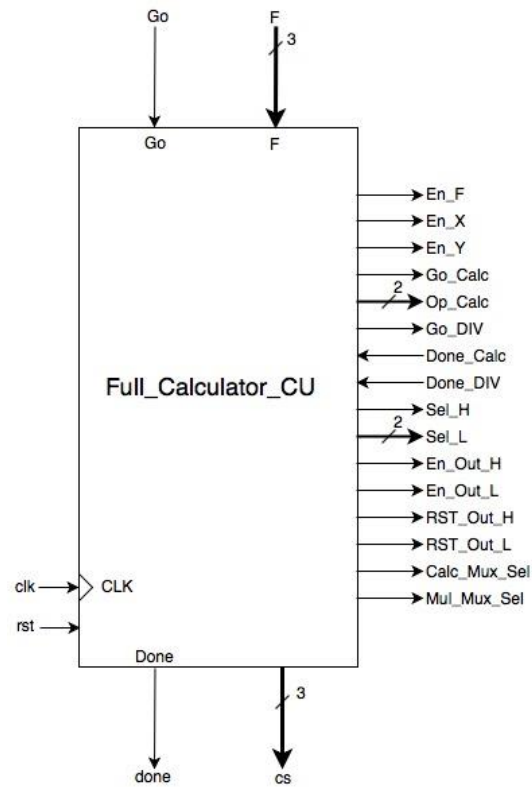 Go F
3
Go F
En_F
En_X
En_Y
Go_Calc
2
Op_Calc
Go_DIV
Done_Calc
Full_Calculator_CU
Done_DIV
Sel_H
2
Sel_L
En_Out_H
En_Out_L
RST_Out_H
RST_Out_L
Calc_Mux_Sel
clk CLK
Mul_Mux_Sel
rst
Done
3
done cs